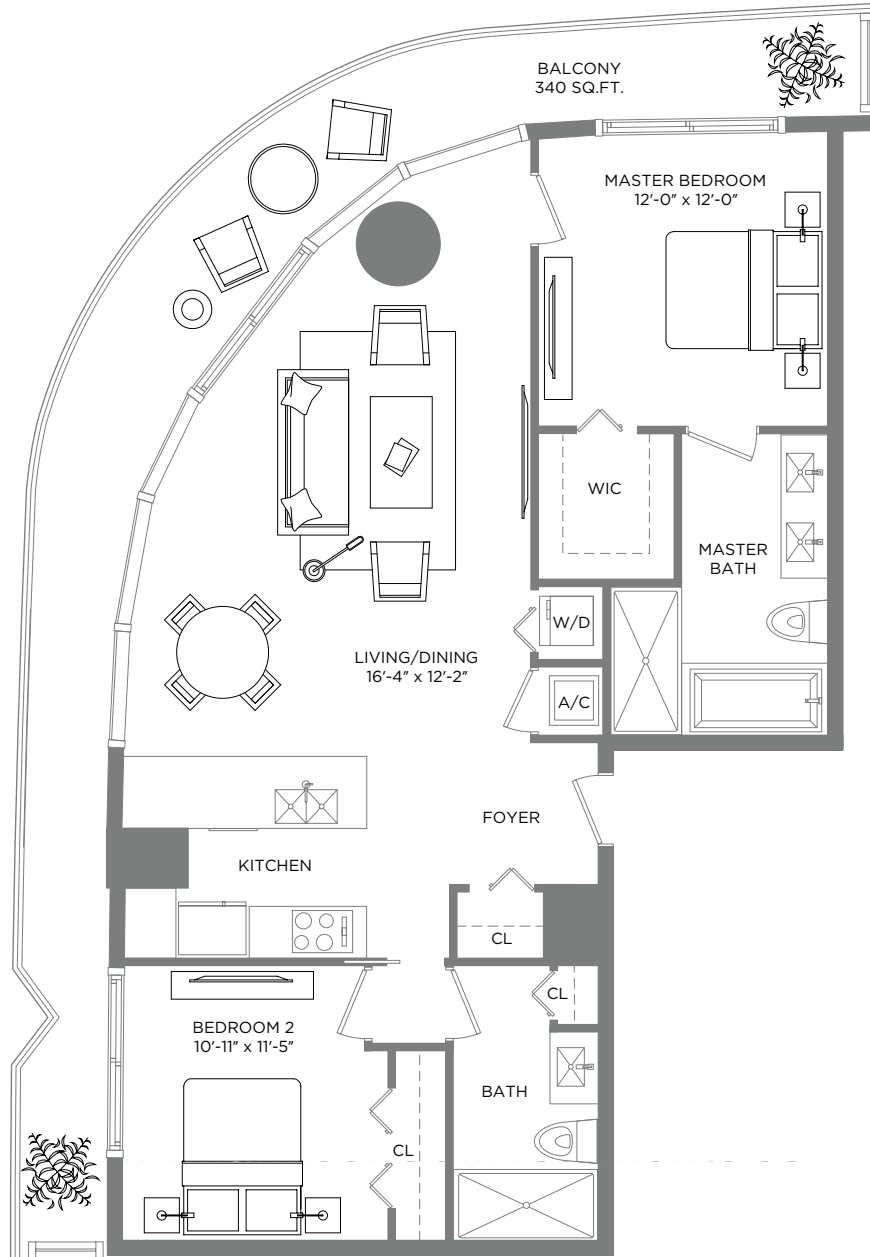 BALCONY
340 SQ.FT.
MASTER BEDROOM
12'-0" x 12'-0"
WIC
MASTER
BATH
W/D
LIVING/DINING
16'-4" x 12'-2"
A/C
FOYER
KITCHEN
CL
CL
BEDROOM 2
10'-11" x 11'-5"
BATH
CL